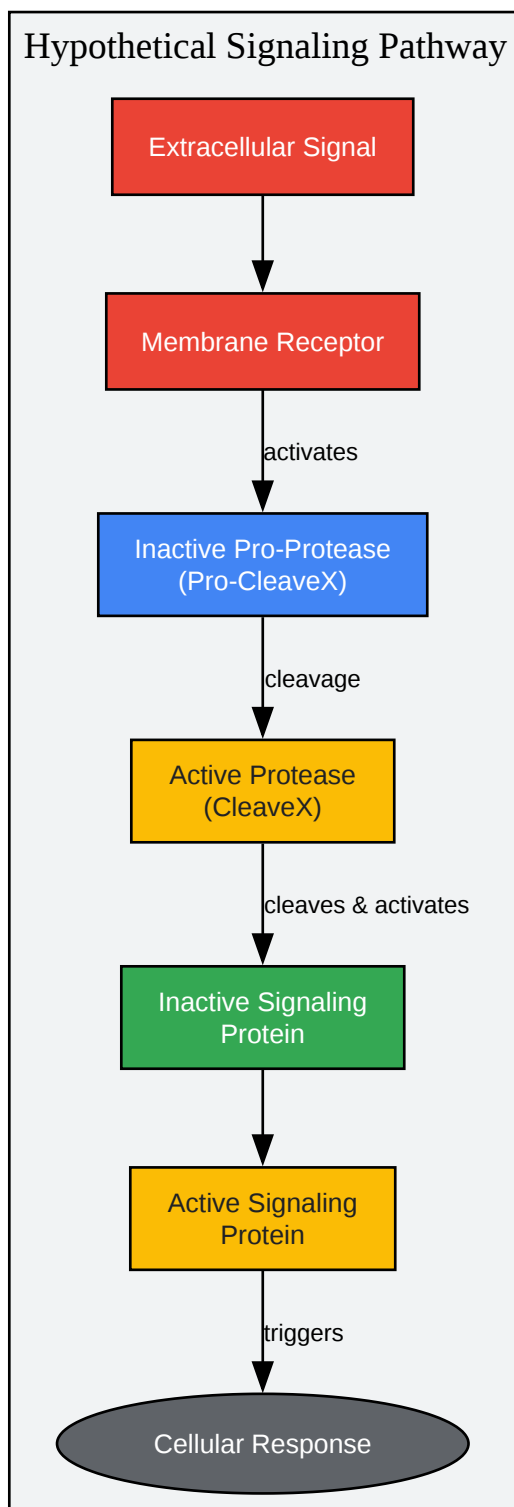 Hypothetical Signaling Pathway
Extracellular Signal
Membrane Receptor
activates
Inactive Pro-Protease
(Pro-CleaveX)
cleavage
Active Protease
(CleaveX)
cleaves & activates
Inactive Signaling
Protein
Active Signaling
Protein
triggers
Cellular Response